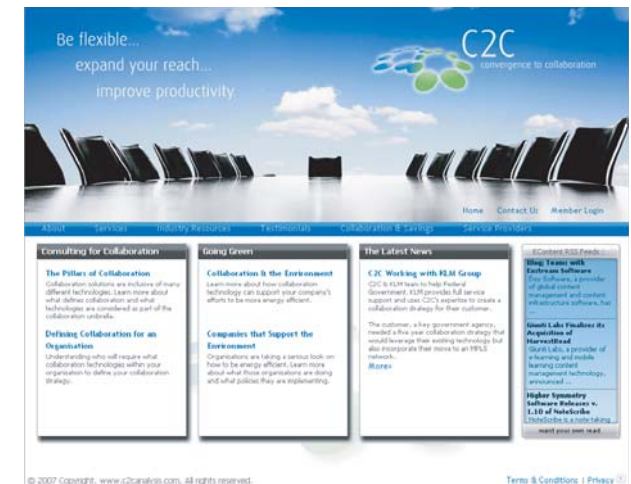 Be flexible...
expand your reach...
improve productivity.
C2C
convergence to collaboration
Home Contact Us Member Login
About Services Industry Resources Testimonials Collaboration & Savings Service Providers
Consulting for Collaboration
The Pillars of Collaboration
Collaboration solutions are inclusive of many
different technologies. Learn more about
what defines collaboration and what
technologies are considered as part of the
collaboration umbrella.
Defining Collaboration for an
Organisation
Understanding who will require what
collaboration technologies within your
organisation to define your collaboration
strategy.
Going Green
Collaboration & the Environment
Learn more about how collaboration
technology can support your company's
efforts to be more energy efficient.
Companies that Support the
Environment
Organisations are taking a serious look on
how to be energy efficient. Learn more
about what those organisations are doing
and what policies they are implementing.
The Latest News
C2C Working with KLM Group
C2C & KLM team to help Federal
Government. KLM provides full service
support and uses C2C's expertise to create a
collaboration strategy for their customer.
The customer, a key government agency,
needed a five year collaboration strategy that
would leverage their existing technology but
also incorporate their move to an MPLS
network.
More»
EContent RSS Feeds ::
Blog: Teams with
Exstream Software
Day Software, a provider
of global content
management and content
infrastructure software, has
...
Giunti Labs Finalizes its
Acquisition of
HarvestRoad
Giunti Labs, a provider of
e-learning and mobile
learning content
management technology,
announced ...
Higher Symmetry
Software Releases v.
1.10 of NoteScribe
NoteScribe is a note taking
want your own read
© 2007 Copyright. www.c2canalysis.com. All rights reserved.
Terms & Conditions | Privacy